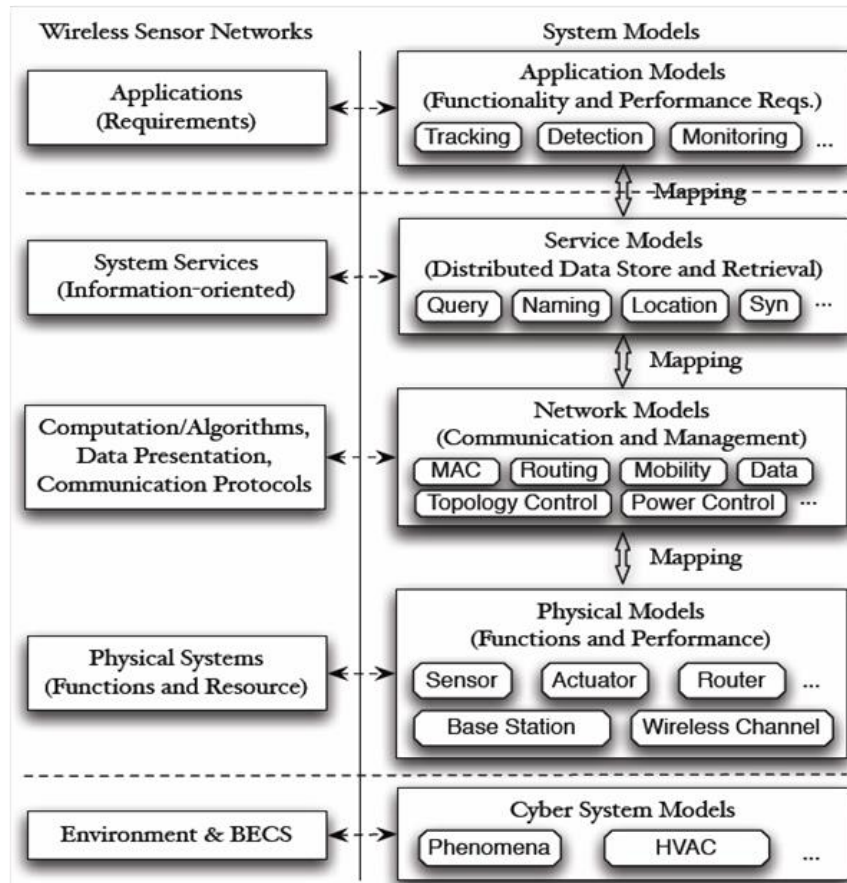 Wireless Sensor Networks
System Models
Applications
(Requirements)
Application Models
(Functionality and Performance Reqs.)
Tracking Detection Monitoring ...
Mapping
System Services
(Information-oriented)
Service Models
(Distributed Data Store and Retrieval)
Query Naming Location Syn ...
Mapping
Computation/Algorithms,
Data Presentation,
Communication Protocols
Network Models
(Communication and Management)
MAC Routing Mobility Data
Topology Control Power Control ...
Mapping
Physical Systems
(Functions and Resource)
Physical Models
(Functions and Performance)
Sensor Actuator Router ...
Base Station Wireless Channel
Environment & BECS
Cyber System Models
Phenomena HVAC ...